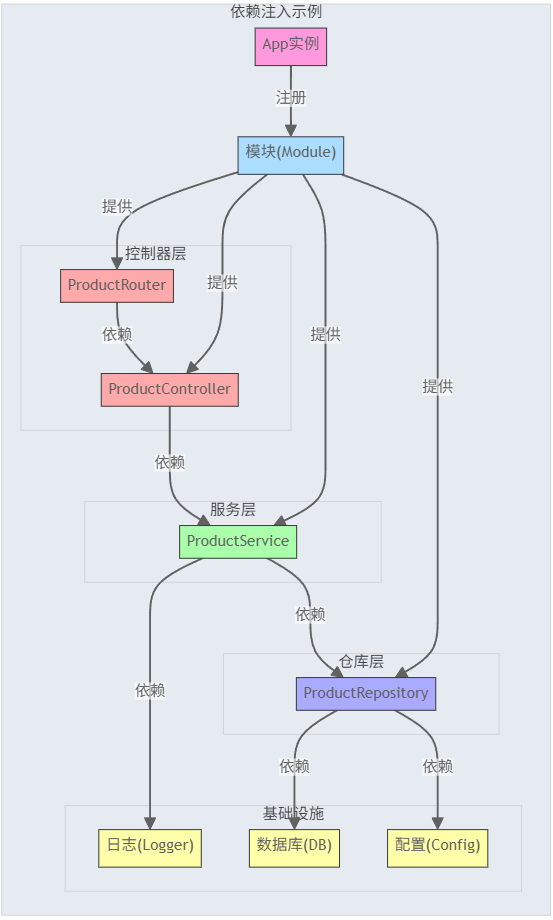 依赖注入示例
App实例
注册
模块(Module)
提供
控制器层
ProductRouter
提供
依赖
提供
ProductController
提供
依赖
服务层
ProductService
依赖
仓库层
依赖
ProductRepository
依赖
依赖
基础设施
日志(Logger)
数据库(DB)
配置(Config)